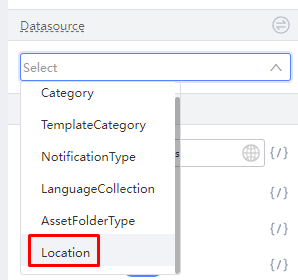 Datasource
Select
Category
TemplateCategory
NotificationType
s
{/}
LanguageCollection
{/}
AssetFolderType
{/}
Location
{/}